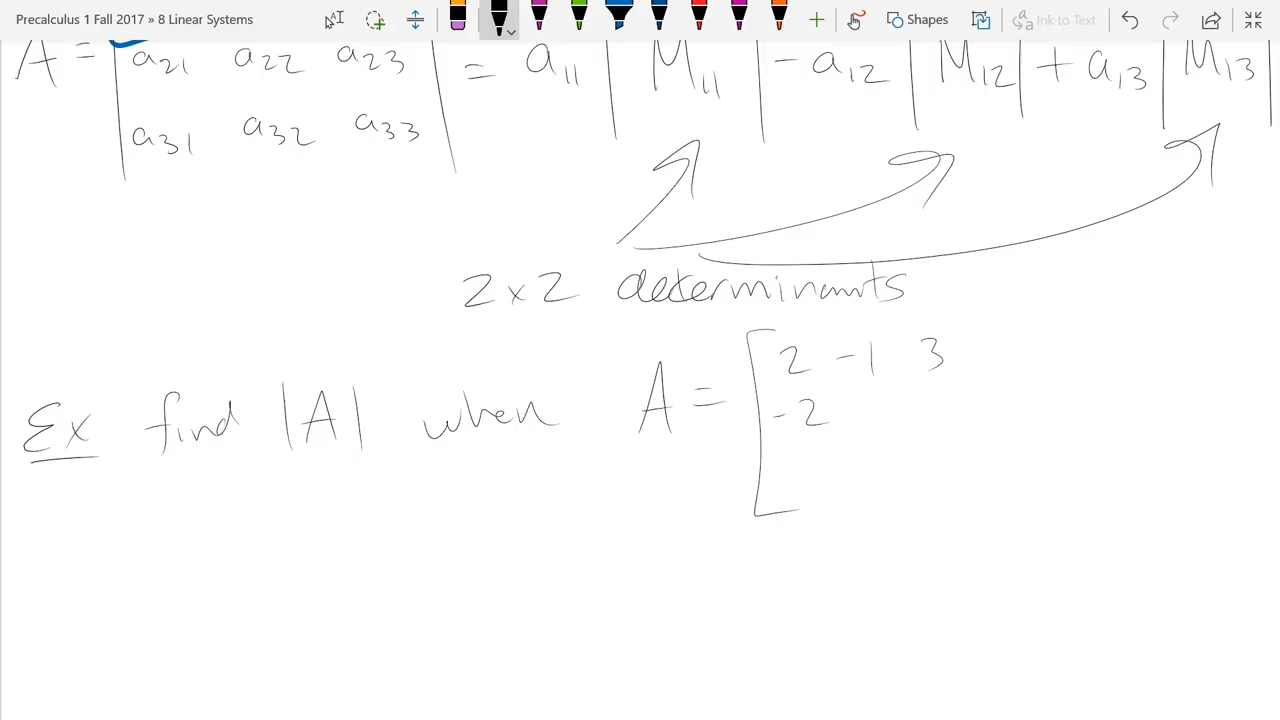 Precalculus 1 Fall 2017 » 8 Linear Systems
Shapes
Ink to Text
A = | a21 a22 a23 | = a11 |M11| - a12 |M12| + a13 |M13|
a31 a32 a33
2×2 determinants
Ex find |A| when A = [ 2 -1 3
-2